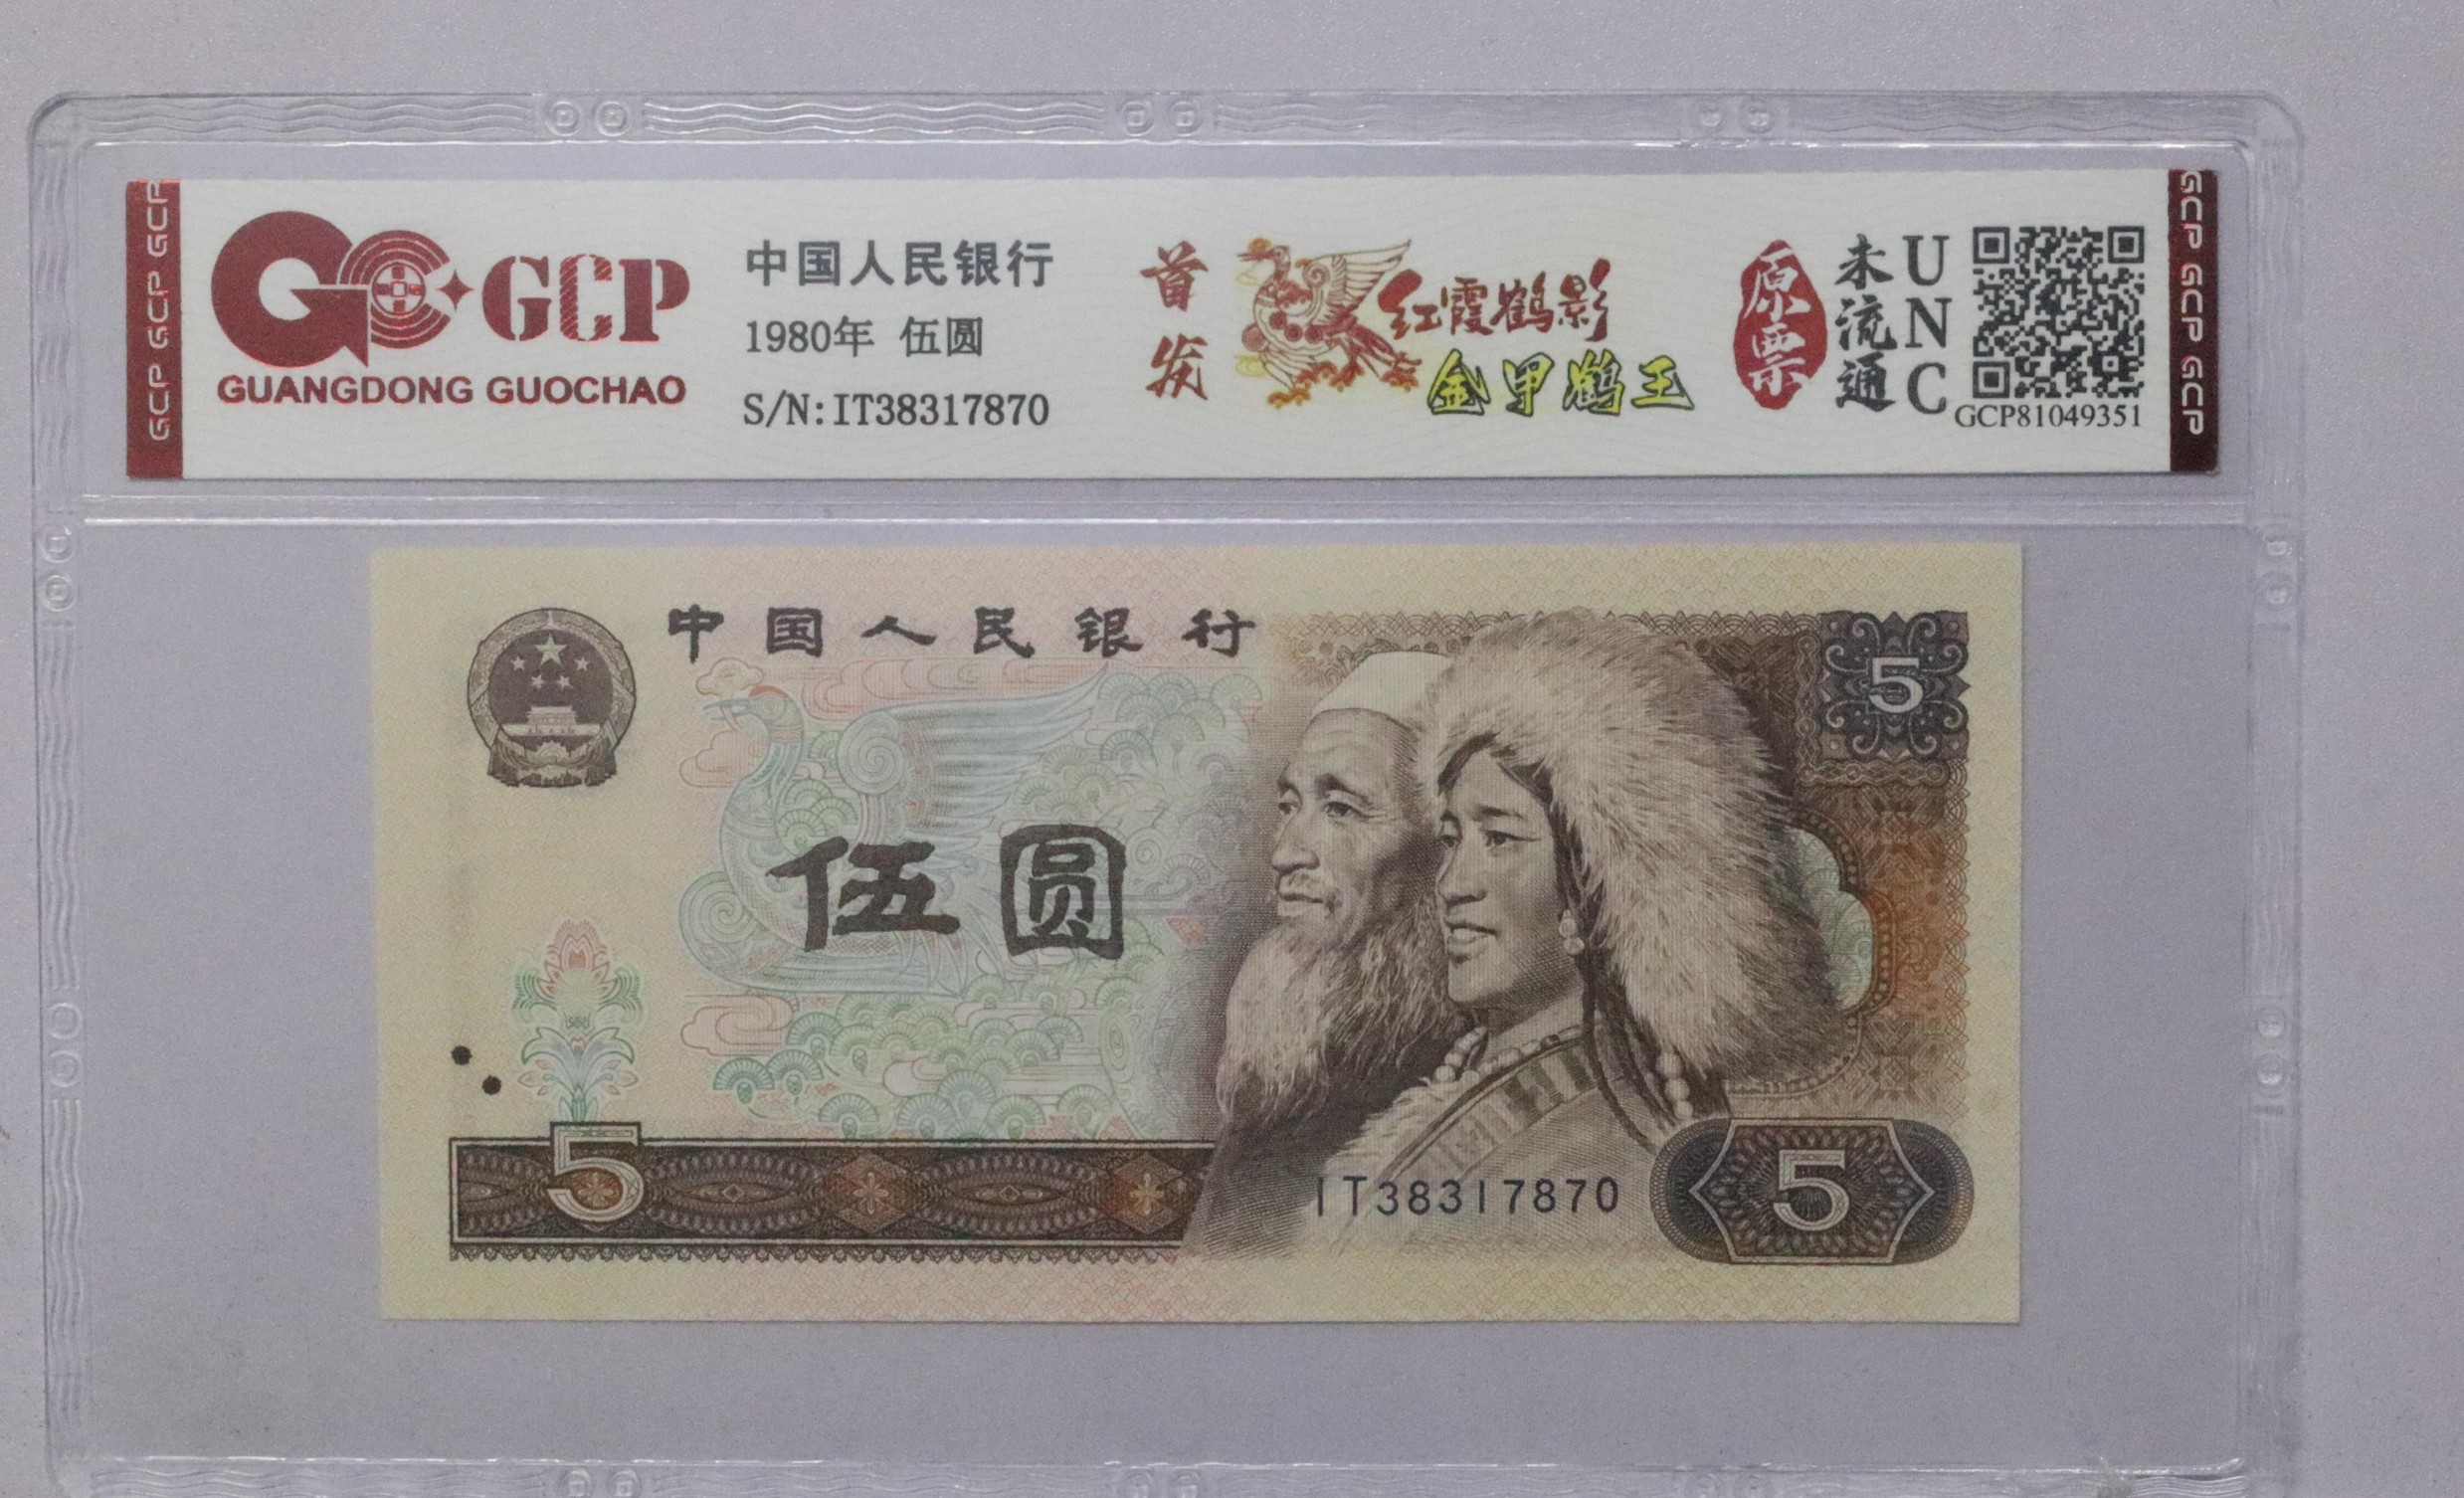 GCP GCP GCP
GCP
GUANGDONG GUOCHAO
中国人民银行
1980年 伍圆
S/N:IT38317870
首发
红霞鹤影
金甲鹤王
原票
未流通
UNC
GCP81049351
GCP GCP GCP
中国人民银行
5
伍圆
5
IT38317870
5